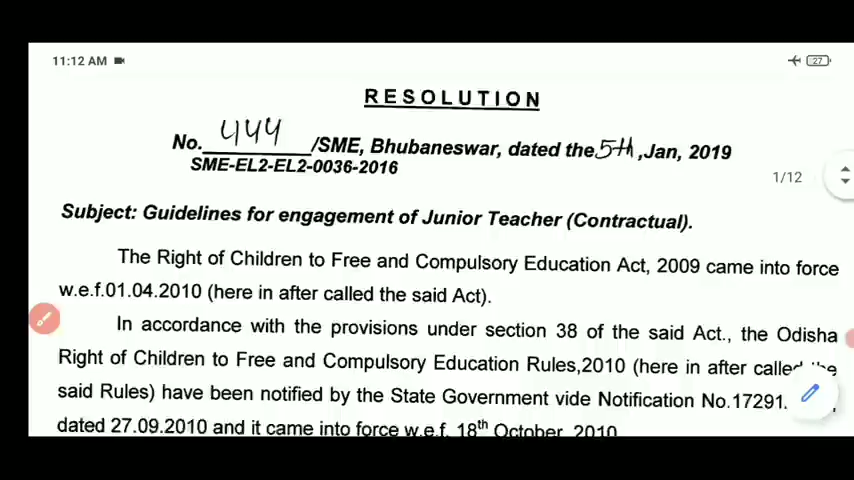 11:12 AM
27
RESOLUTION
No. 444 /SME, Bhubaneswar, dated the 5th, Jan, 2019
SME-EL2-EL2-0036-2016
1/12
Subject: Guidelines for engagement of Junior Teacher (Contractual).
The Right of Children to Free and Compulsory Education Act, 2009 came into force
w.e.f.01.04.2010 (here in after called the said Act).
In accordance with the provisions under section 38 of the said Act., the Odisha
Right of Children to Free and Compulsory Education Rules,2010 (here in after called the
said Rules) have been notified by the State Government vide Notification No.17291
dated 27.09.2010 and it came into force w.e.f. 18th October, 2010